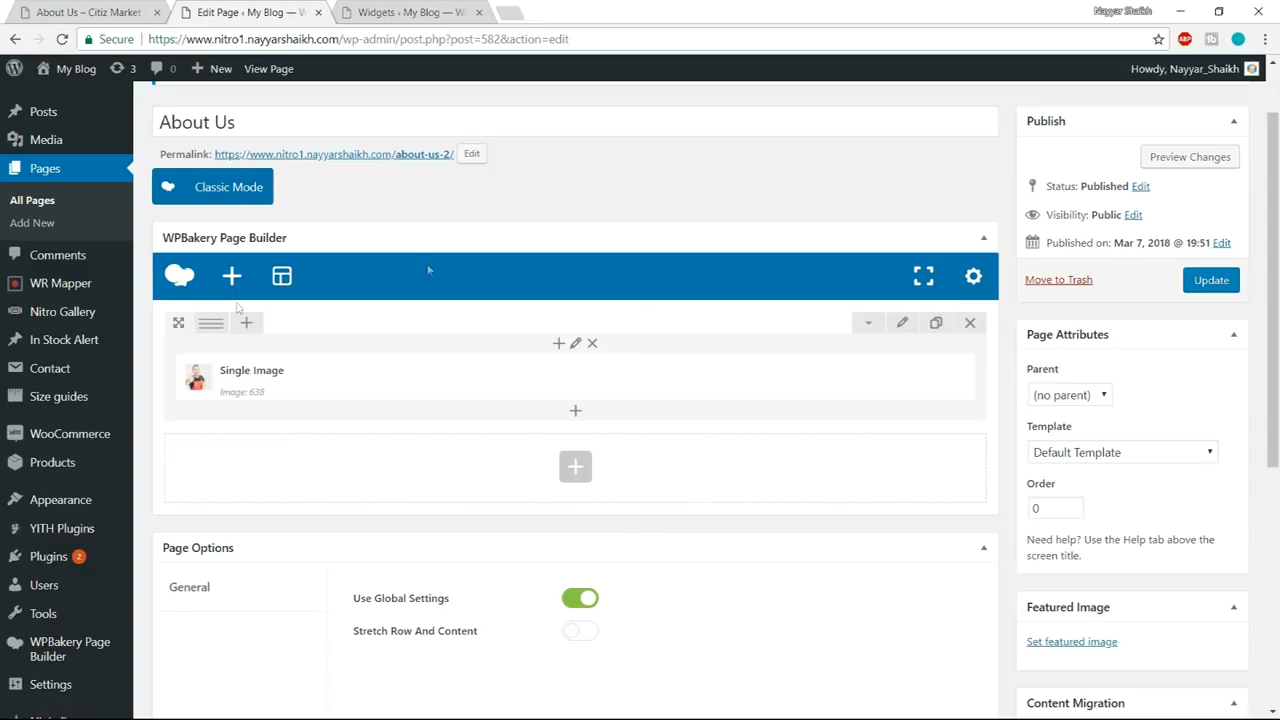 About Us – Citiz Market
Edit Page ‹ My Blog — W
Widgets ‹ My Blog — Wo
Nayyar Shaikh
Secure
https://www.nitro1.nayyarshaikh.com/wp-admin/post.php?post=582&action=edit
My Blog
3
0
New
View Page
Howdy, Nayyar_Shaikh
Posts
Media
Pages
All Pages
Add New
Comments
WR Mapper
Nitro Gallery
In Stock Alert
Contact
Size guides
WooCommerce
Products
Appearance
YITH Plugins
Plugins 2
Users
Tools
WPBakery Page
Builder
Settings
About Us
Permalink: https://www.nitro1.nayyarshaikh.com/about-us-2/ Edit
Classic Mode
WPBakery Page Builder
Single Image
Image: 638
Page Options
General
Use Global Settings
Stretch Row And Content
Publish
Preview Changes
Status: Published Edit
Visibility: Public Edit
Published on: Mar 7, 2018 @ 19:51 Edit
Move to Trash
Update
Page Attributes
Parent
(no parent)
Template
Default Template
Order
0
Need help? Use the Help tab above the
screen title.
Featured Image
Set featured image
Content Migration